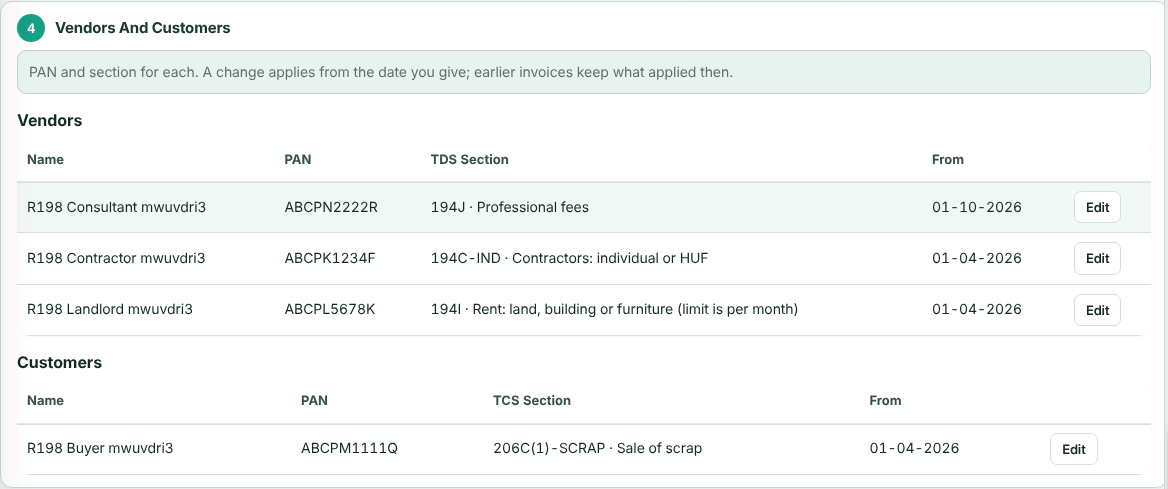 4 Vendors And Customers
PAN and section for each. A change applies from the date you give; earlier invoices keep what applied then.
Vendors
Name PAN TDS Section From
R198 Consultant mwuvdri3 ABCPN2222R 194J · Professional fees 01-10-2026 Edit
R198 Contractor mwuvdri3 ABCPK1234F 194C-IND · Contractors: individual or HUF 01-04-2026 Edit
R198 Landlord mwuvdri3 ABCPL5678K 194I · Rent: land, building or furniture (limit is per month) 01-04-2026 Edit
Customers
Name PAN TCS Section From
R198 Buyer mwuvdri3 ABCPM1111Q 206C(1)-SCRAP · Sale of scrap 01-04-2026 Edit